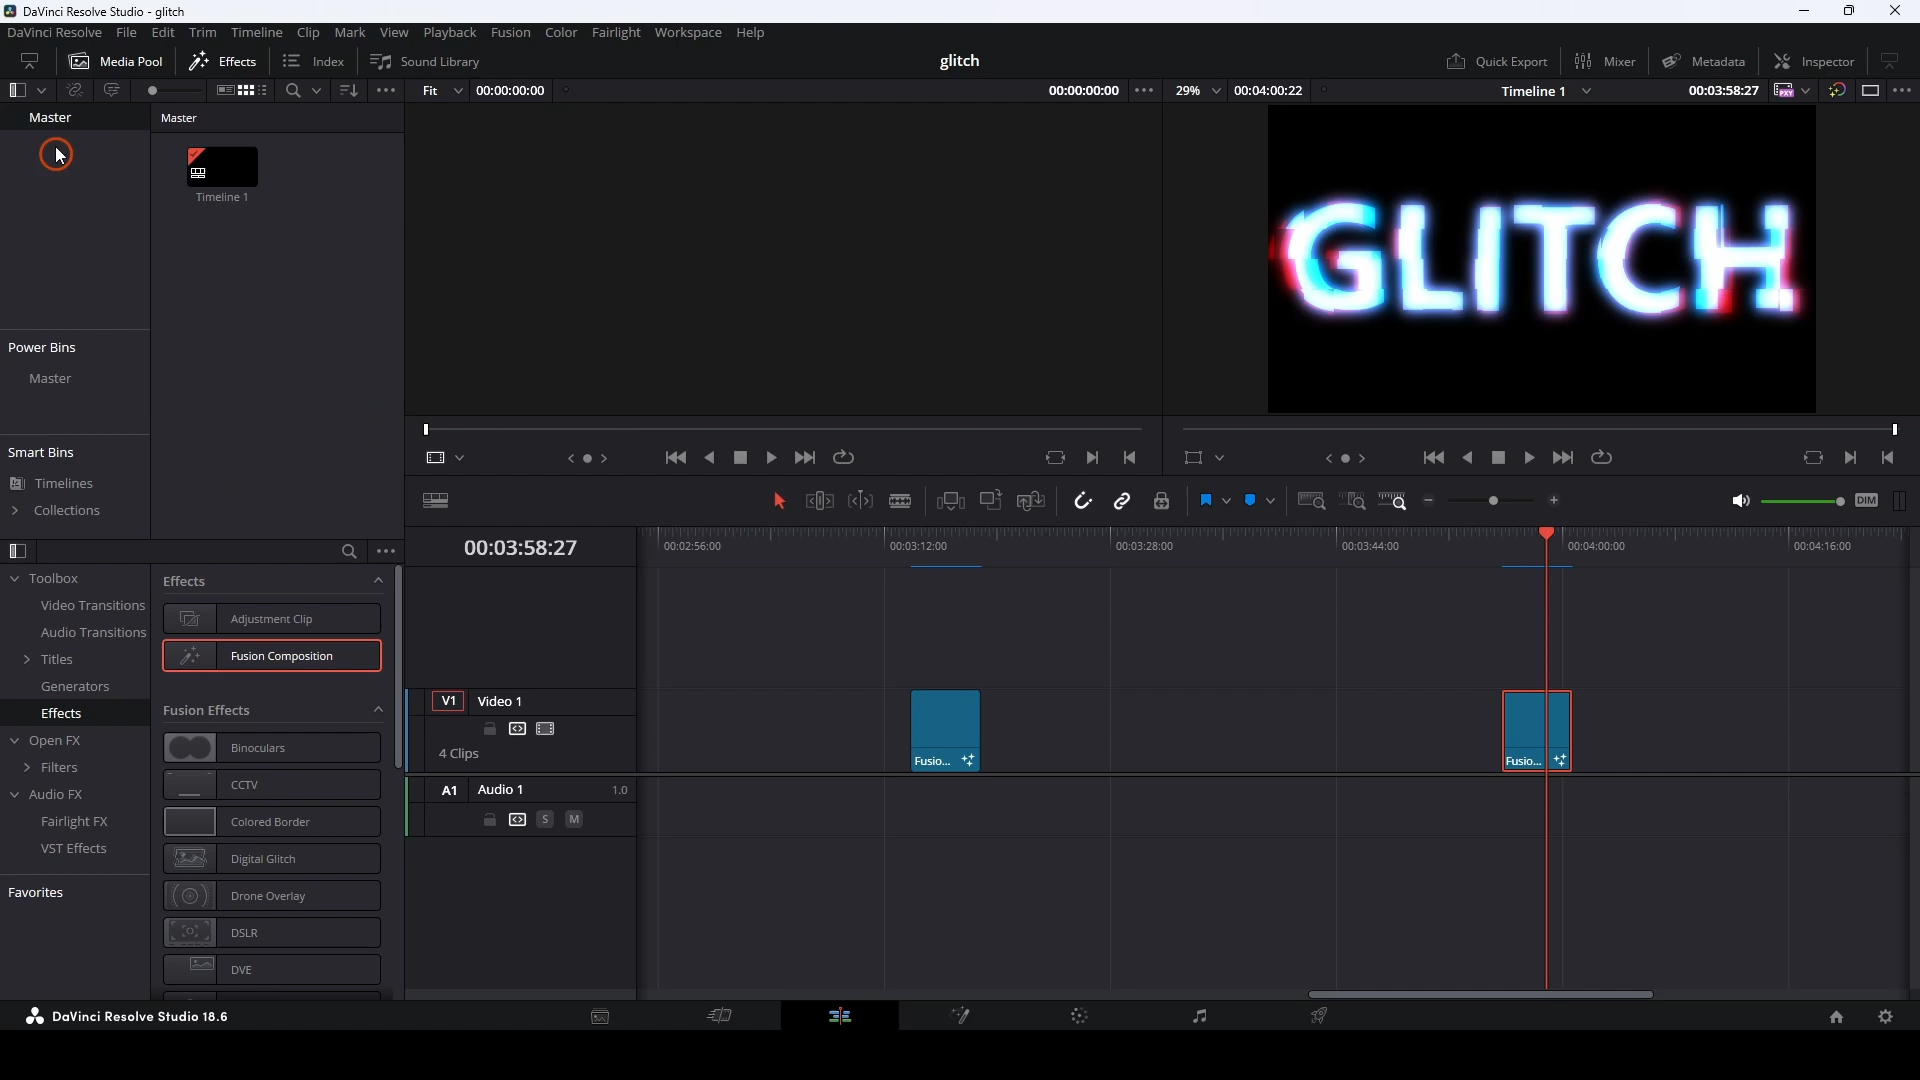 DaVinci Resolve Studio - glitch
DaVinci Resolve File Edit Trim Timeline Clip Mark View Playback Fusion Color Fairlight Workspace Help
Media Pool Effects Index Sound Library glitch Quick Export Mixer Metadata Inspector
Fit 00:00:00:00 00:00:00:00 29% 00:04:00:22 Timeline 1 00:03:58:27 PXY
Master
Master
Timeline 1
GLITCH
Power Bins
Master
Smart Bins
Timelines
Collections
DIM
00:03:58:27
00:02:56:00 00:03:12:00 00:03:28:00 00:03:44:00 00:04:00:00 00:04:16:00
Toolbox
Video Transitions
Audio Transitions
Titles
Generators
Effects
Open FX
Filters
Audio FX
Fairlight FX
VST Effects
Favorites
Effects
Adjustment Clip
Fusion Composition
Fusion Effects
Binoculars
CCTV
Colored Border
Digital Glitch
Drone Overlay
DSLR
DVE
V1 Video 1
4 Clips
Fusio...
Fusio...
A1 Audio 1 1.0
S M
DaVinci Resolve Studio 18.6